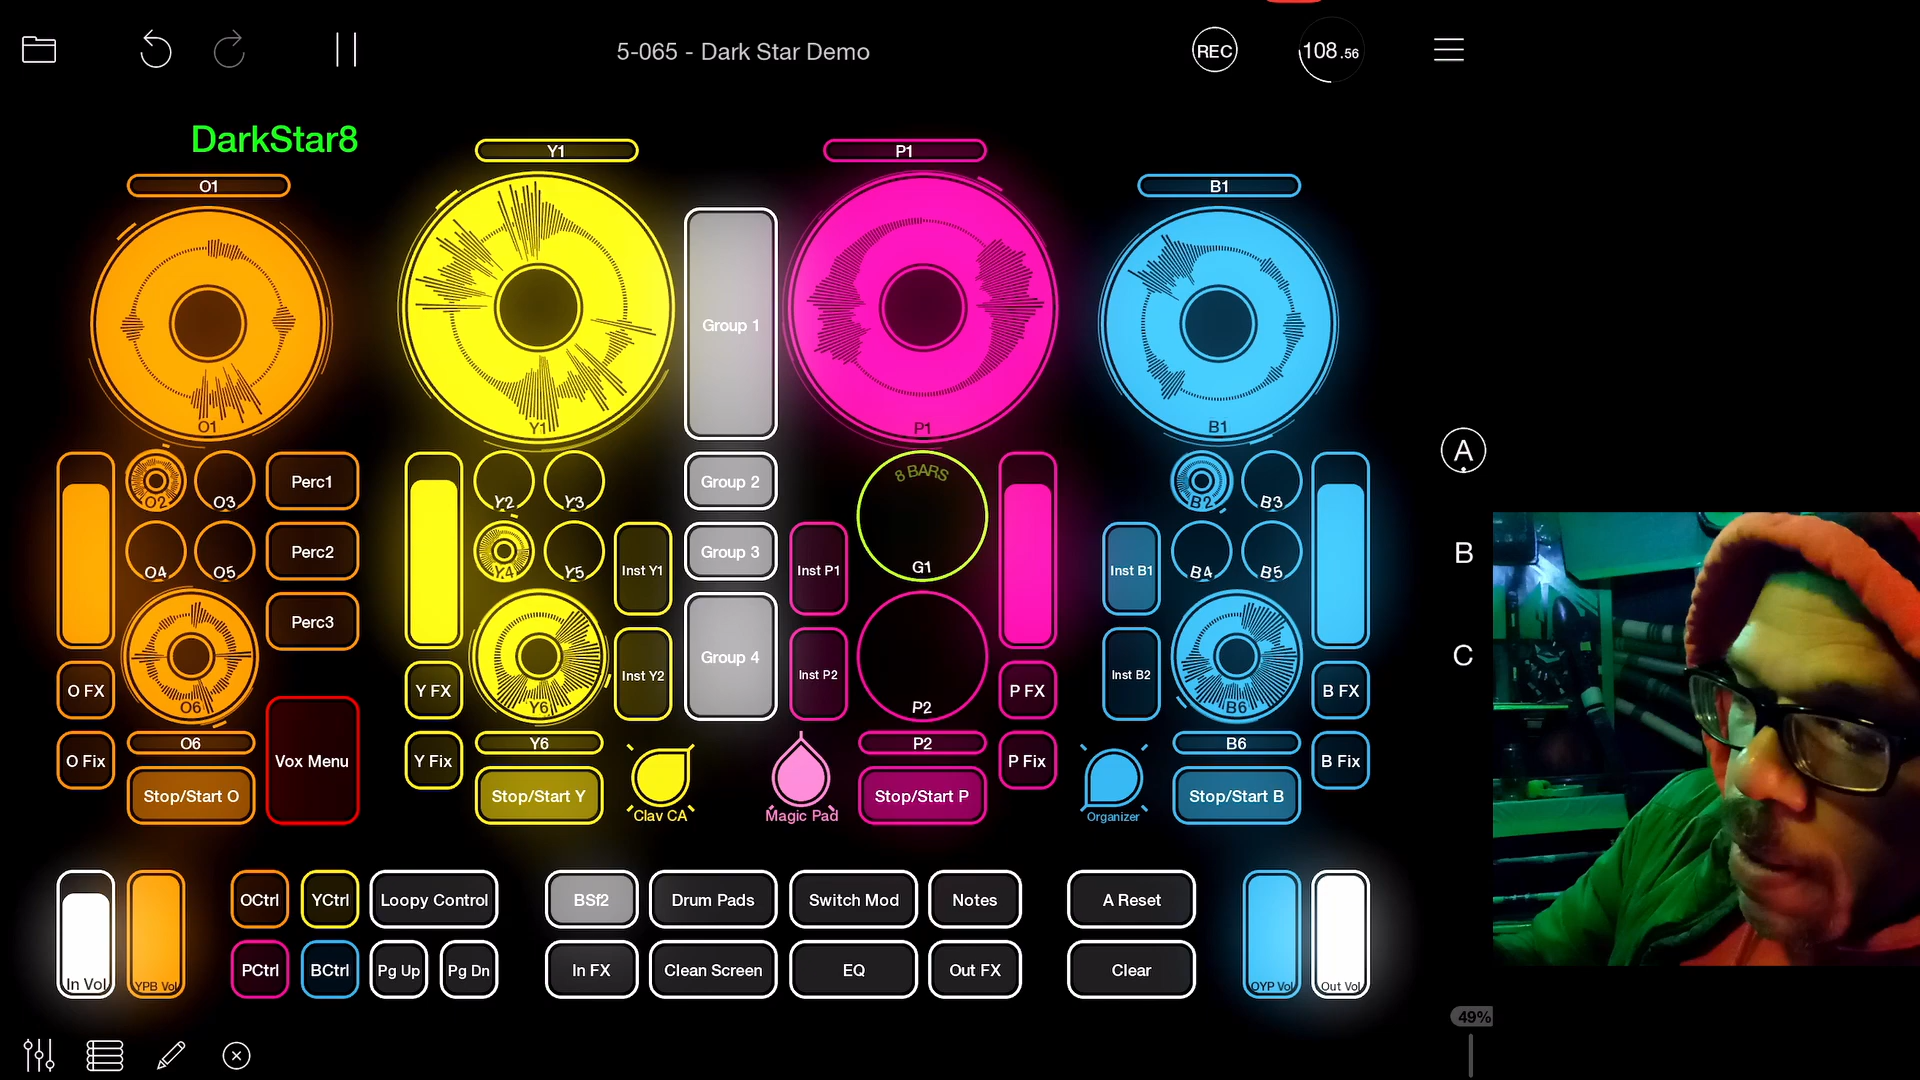 5-065 - Dark Star Demo
REC
108.56
DarkStar8
O1
Y1
P1
B1
O1
Y1
Group 1
P1
B1
O2
O3
Perc1
Y2
Y3
Group 2
8 BARS
G1
B2
B3
A
O4
O5
Perc2
Y4
Y5
Inst Y1
Group 3
Inst P1
Inst B1
B4
B5
B
Perc3
O6
Y6
Inst Y2
Group 4
Inst P2
P2
Inst B2
B6
C
O FX
Y FX
P FX
B FX
O6
Y6
P2
B6
O Fix
Vox Menu
Y Fix
P Fix
B Fix
Stop/Start O
Stop/Start Y
Clav CA
Magic Pad
Stop/Start P
Organizer
Stop/Start B
In Vol
YPB Vol
OCtrl
YCtrl
Loopy Control
BSf2
Drum Pads
Switch Mod
Notes
A Reset
OYP Vol
Out Vol
PCtrl
BCtrl
Pg Up
Pg Dn
In FX
Clean Screen
EQ
Out FX
Clear
49%